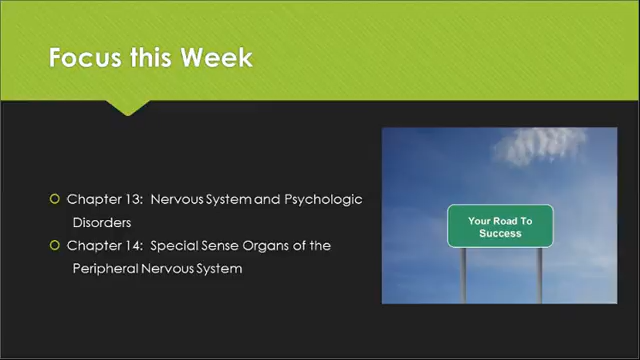 Focus this Week
Chapter 13: Nervous System and Psychologic
Disorders
Chapter 14: Special Sense Organs of the
Peripheral Nervous System
Your Road To
Success